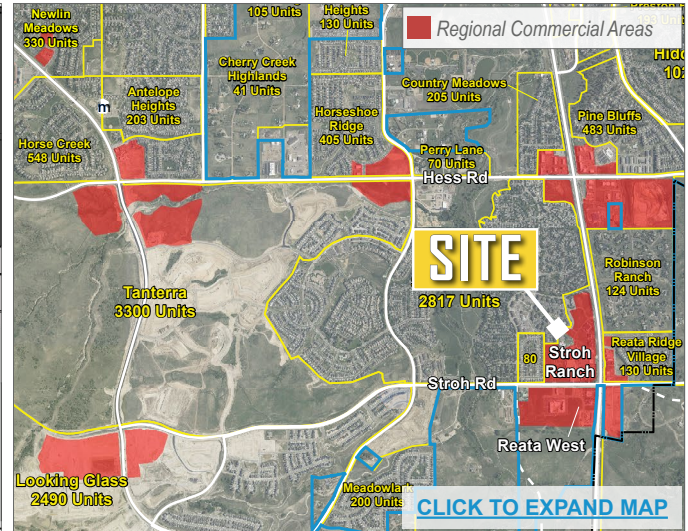 Newlin
Meadows
330 Units
105 Units
Heights
130 Units
Regional Commercial Areas
Cherry Creek
Highlands
41 Units
Country Meadows
205 Units
m
Antelope
Heights
203 Units
Horseshoe
Ridge
405 Units
Pine Bluffs
483 Units
Horse Creek
548 Units
Perry Lane
70 Units
Hess Rd
SITE
2817 Units
Robinson
Ranch
124 Units
Tanterra
3300 Units
80
Stroh
Ranch
Reata Ridge
Village
130 Units
Stroh Rd
Reata West
Looking Glass
2490 Units
Meadowlark
200 Units
CLICK TO EXPAND MAP